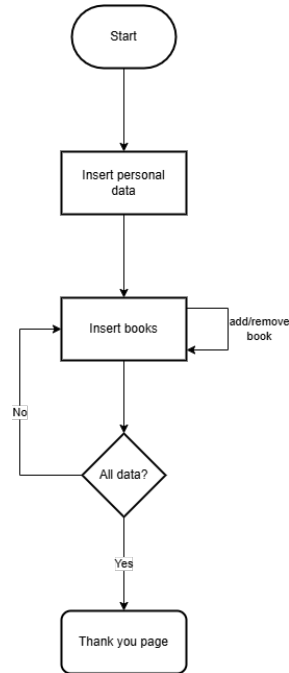 Start
Insert personal
data
Insert books
add/remove
book
No
All data?
Yes
Thank you page